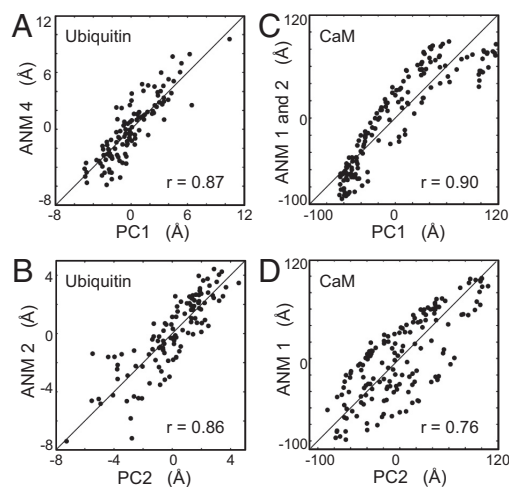 A
Ubiquitin
12
6
0
-8
ANM 4 (Å)
r = 0.87
-8
0
6
12
PC1 (Å)
C
CaM
120
0
-100
ANM 1 and 2 (Å)
r = 0.90
-100
0
120
PC1 (Å)
B
Ubiquitin
4
0
-4
-8
ANM 2 (Å)
r = 0.86
-8
-4
0
4
PC2 (Å)
D
CaM
120
0
-100
ANM 1 (Å)
r = 0.76
-100
0
120
PC2 (Å)